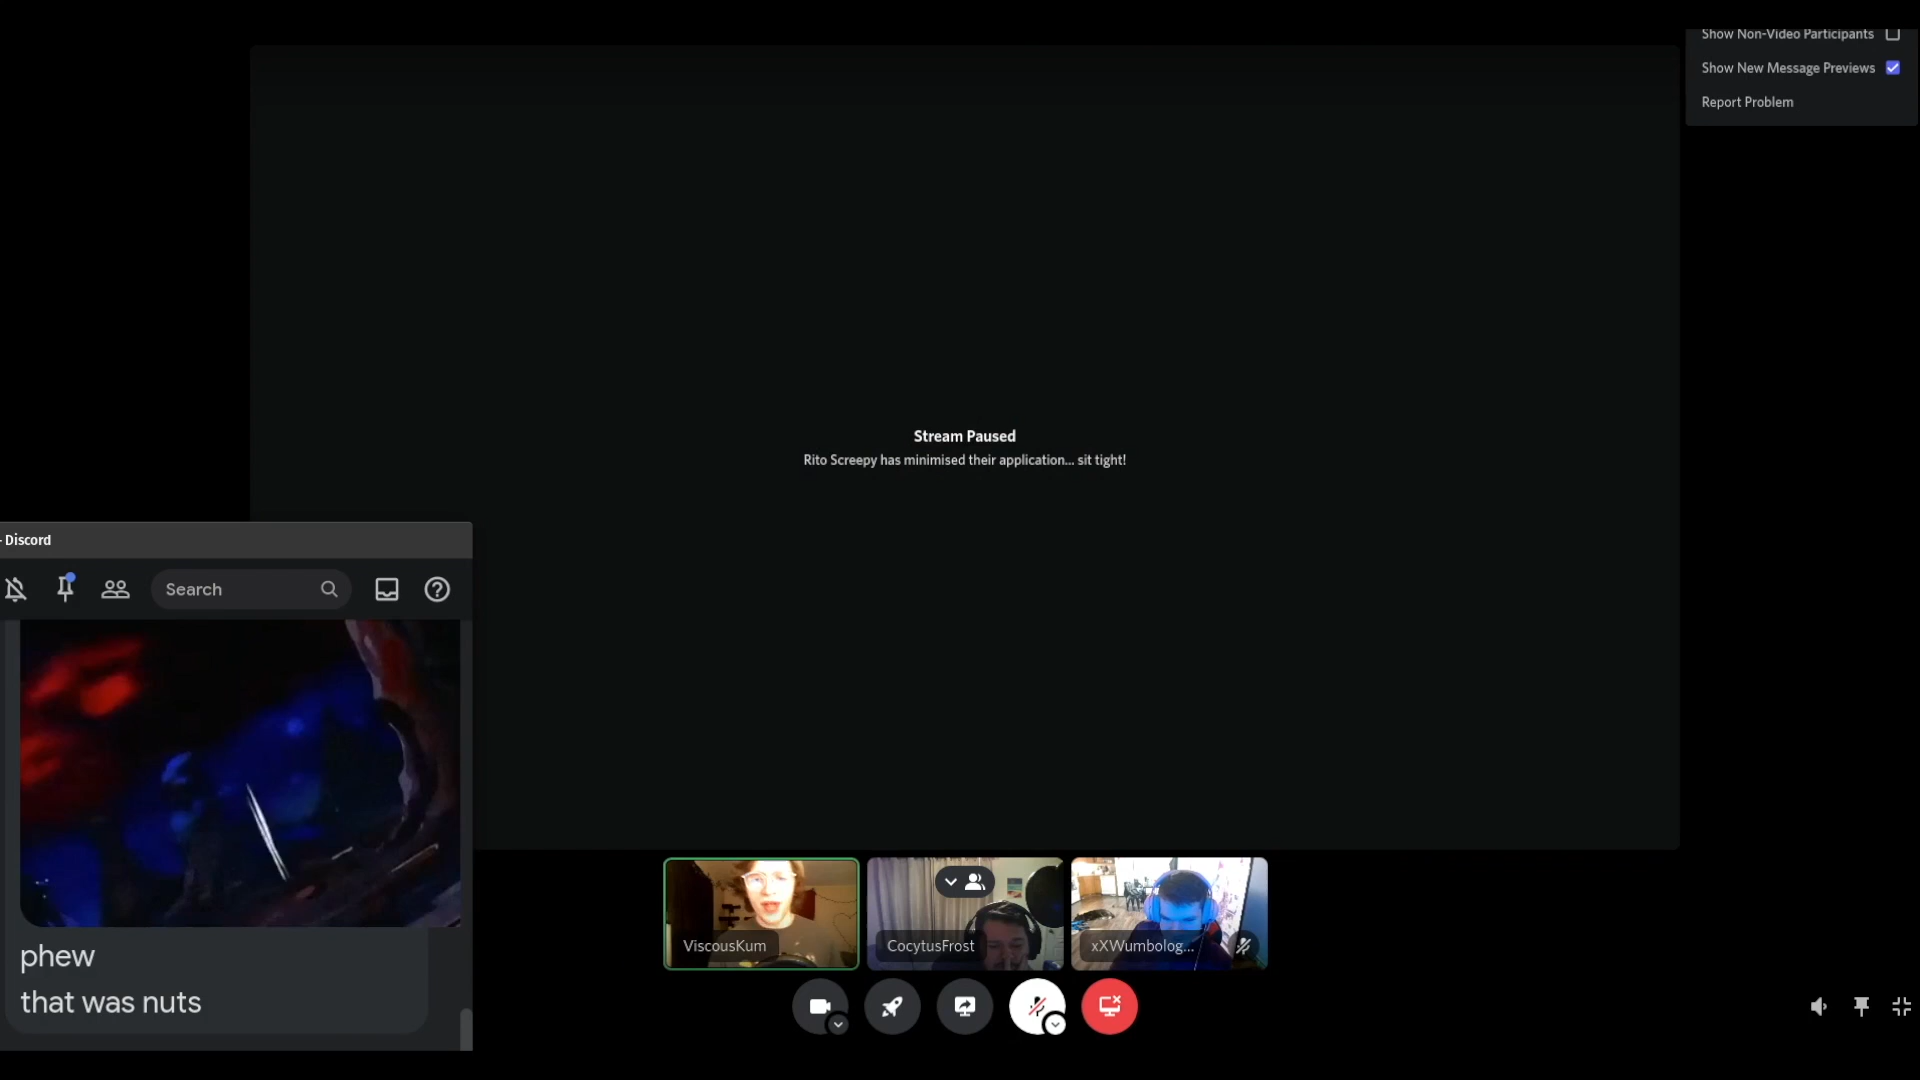 Show Non-Video Participants
Show New Message Previews
Report Problem
Stream Paused
Rito Screepy has minimised their application... sit tight!
- Discord
Search
phew
that was nuts
ViscousKum
CocytusFrost
xXWumbolog...